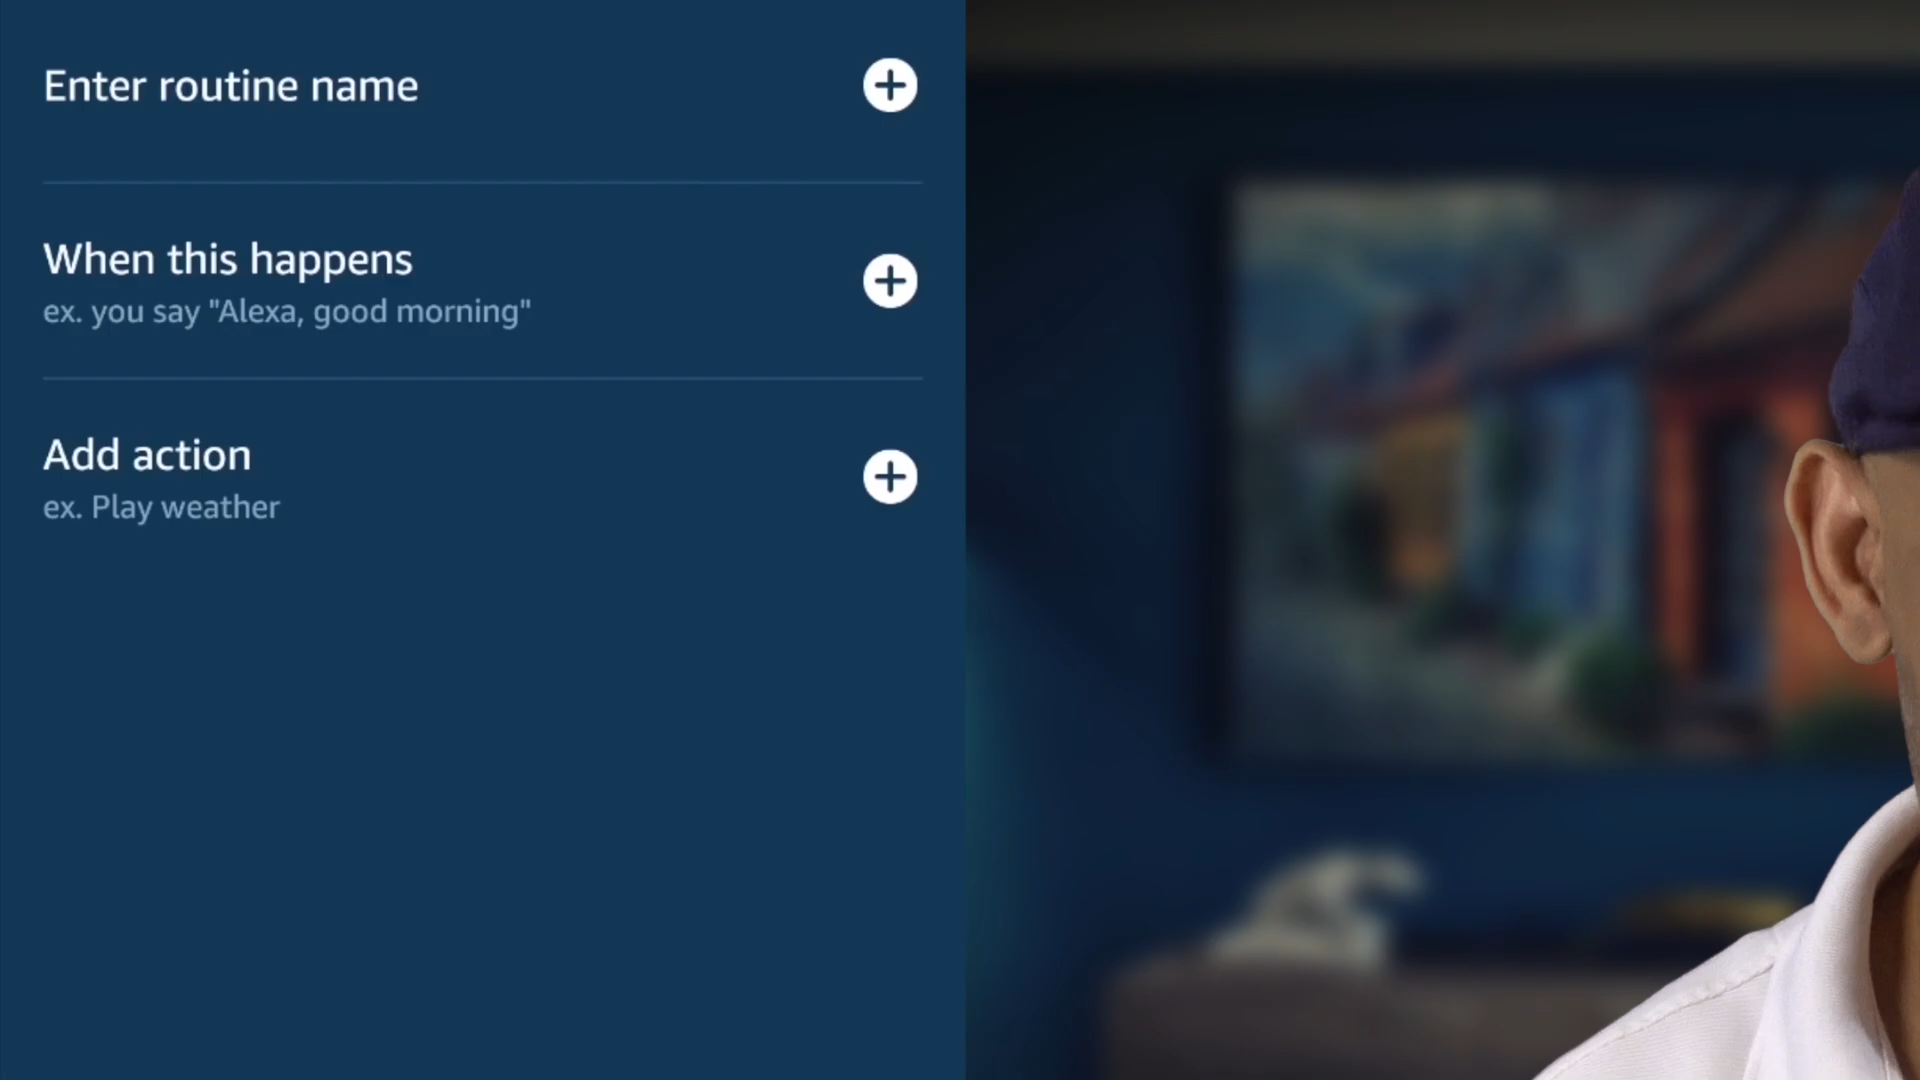 Enter routine name
When this happens
ex. you say "Alexa, good morning"
Add action
ex. Play weather